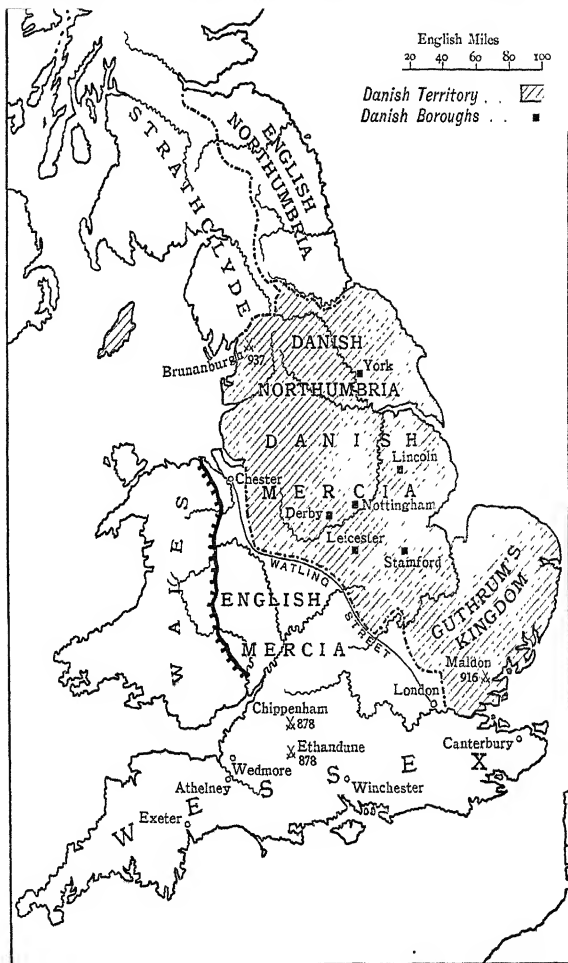 English Miles
20 40 60 80 100
Danish Territory . .
Danish Boroughs . .
STRATHCLYDE
ENGLISH
NORTHUMBRIA
DANISH
Brunanburgh
937
York
NORTHUMBRIA
DANISH
Lincoln
Chester
MERCIA
Nottingham
Derby
Leicester
Stamford
WALES
WATLING
STREET
ENGLISH
MERCIA
GUTHRUM'S
KINGDOM
Maldon
916
London
Chippenham
878
Ethandune
878
Canterbury
Wedmore
Athelney
Winchester
Exeter
WESSEX